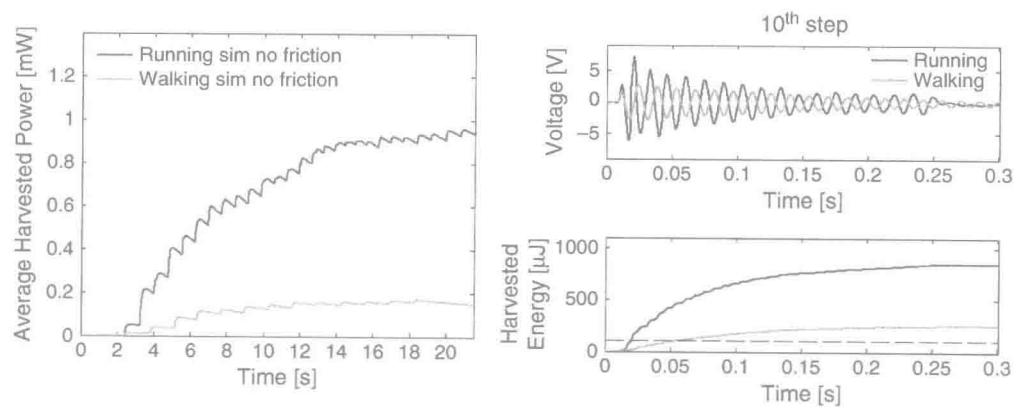 Average Harvested Power [mW]
1.2
1
0.8
0.6
0.4
0.2
0
Running sim no friction
Walking sim no friction
0 2 4 6 8 10 12 14 16 18 20
Time [s]
10th step
Voltage [V]
5
0
−5
Running
Walking
0 0.05 0.1 0.15 0.2 0.25 0.3
Time [s]
Harvested
Energy [μJ]
1000
500
0
0 0.05 0.1 0.15 0.2 0.25 0.3
Time [s]